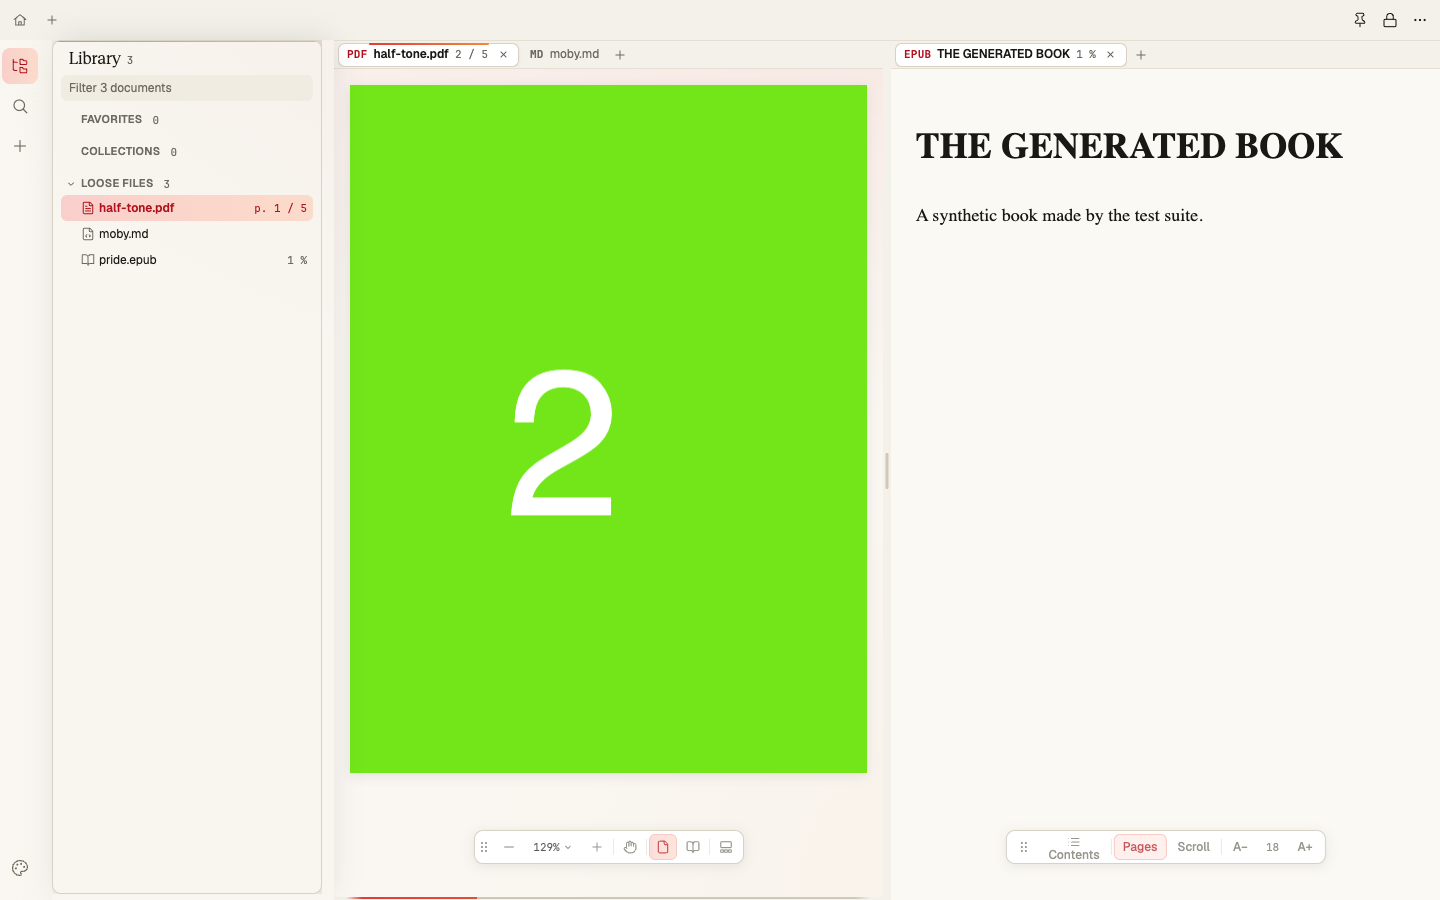 Library 3
Filter 3 documents
FAVORITES 0
COLLECTIONS 0
LOOSE FILES 3
half-tone.pdf p. 1 / 5
moby.md
pride.epub 1 %
PDF half-tone.pdf 2 / 5 MD moby.md
2
129%
EPUB THE GENERATED BOOK 1 %
THE GENERATED BOOK
A synthetic book made by the test suite.
Contents Pages Scroll A− 18 A+